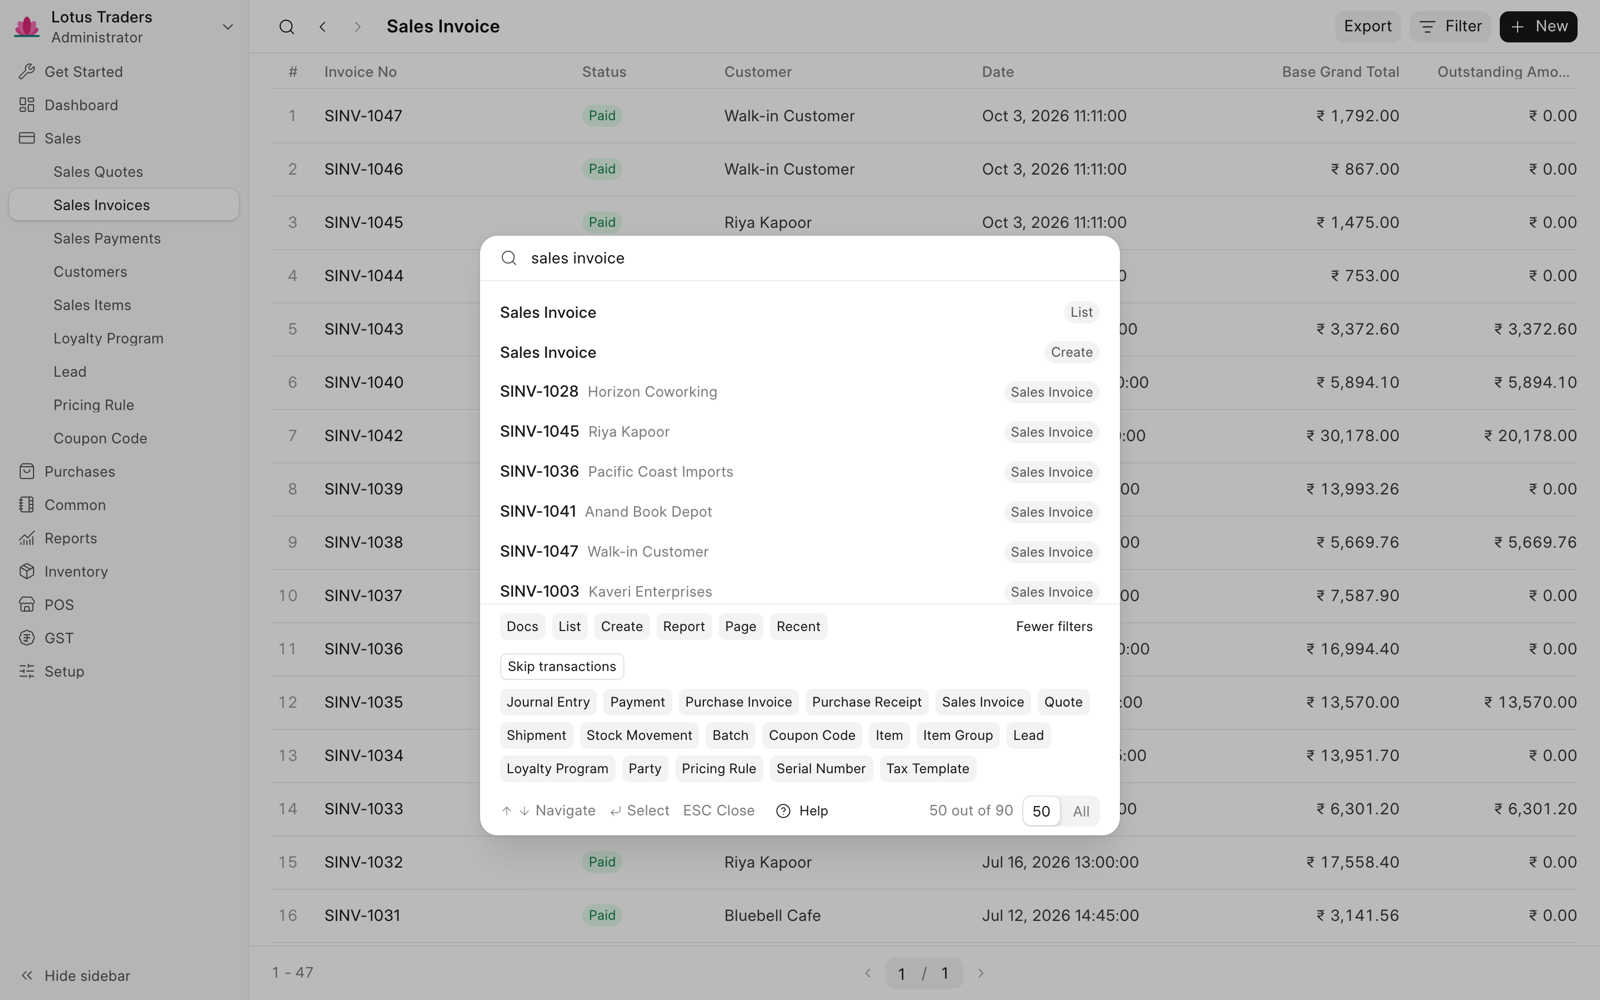 Lotus Traders
Administrator
Get Started
Dashboard
Sales
Sales Quotes
Sales Invoices
Sales Payments
Customers
Sales Items
Loyalty Program
Lead
Pricing Rule
Coupon Code
Purchases
Common
Reports
Inventory
POS
GST
Setup
Hide sidebar
Sales Invoice
Export
Filter
New
# Invoice No Status Customer Date Base Grand Total Outstanding Amo...
1 SINV-1047 Paid Walk-in Customer Oct 3, 2026 11:11:00 ₹ 1,792.00 ₹ 0.00
2 SINV-1046 Paid Walk-in Customer Oct 3, 2026 11:11:00 ₹ 867.00 ₹ 0.00
3 SINV-1045 Paid Riya Kapoor Oct 3, 2026 11:11:00 ₹ 1,475.00 ₹ 0.00
4 SINV-1044 0 ₹ 753.00 ₹ 0.00
5 SINV-1043 00 ₹ 3,372.60 ₹ 3,372.60
6 SINV-1040 0:00 ₹ 5,894.10 ₹ 5,894.10
7 SINV-1042 :00 ₹ 30,178.00 ₹ 20,178.00
8 SINV-1039 00 ₹ 13,993.26 ₹ 0.00
9 SINV-1038 00 ₹ 5,669.76 ₹ 5,669.76
10 SINV-1037 00 ₹ 7,587.90 ₹ 0.00
11 SINV-1036 0:00 ₹ 16,994.40 ₹ 0.00
12 SINV-1035 :00 ₹ 13,570.00 ₹ 13,570.00
13 SINV-1034 5:00 ₹ 13,951.70 ₹ 0.00
14 SINV-1033 00 ₹ 6,301.20 ₹ 6,301.20
15 SINV-1032 Paid Riya Kapoor Jul 16, 2026 13:00:00 ₹ 17,558.40 ₹ 0.00
16 SINV-1031 Paid Bluebell Cafe Jul 12, 2026 14:45:00 ₹ 3,141.56 ₹ 0.00
1 - 47
1 / 1
sales invoice
Sales Invoice List
Sales Invoice Create
SINV-1028 Horizon Coworking Sales Invoice
SINV-1045 Riya Kapoor Sales Invoice
SINV-1036 Pacific Coast Imports Sales Invoice
SINV-1041 Anand Book Depot Sales Invoice
SINV-1047 Walk-in Customer Sales Invoice
SINV-1003 Kaveri Enterprises Sales Invoice
Docs List Create Report Page Recent Fewer filters
Skip transactions
Journal Entry Payment Purchase Invoice Purchase Receipt Sales Invoice Quote
Shipment Stock Movement Batch Coupon Code Item Item Group Lead
Loyalty Program Party Pricing Rule Serial Number Tax Template
↑ ↓ Navigate ↵ Select ESC Close Help 50 out of 90 50 All